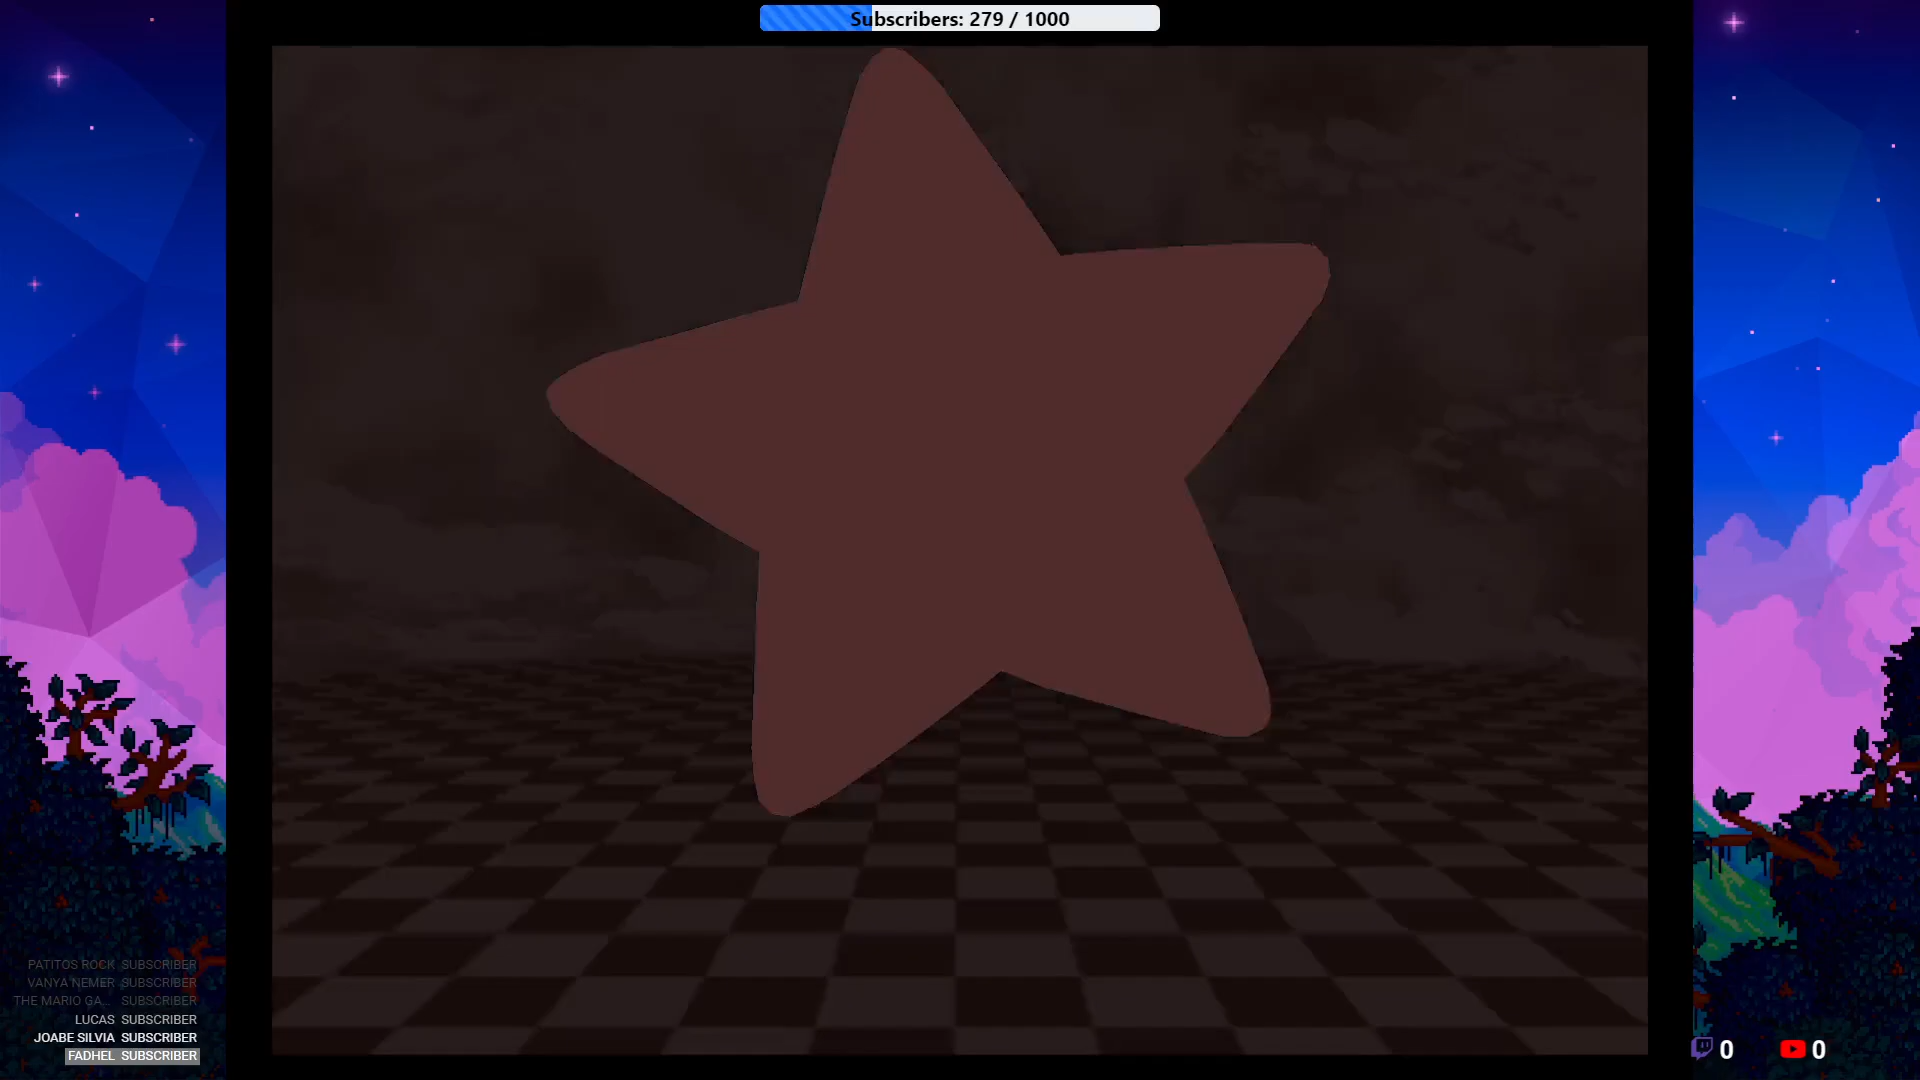 Subscribers: 279 / 1000
PATITOS ROCK SUBSCRIBER
VANYA NEMER SUBSCRIBER
THE MARIO GA... SUBSCRIBER
LUCAS SUBSCRIBER
JOABE SILVIA SUBSCRIBER
FADHEL SUBSCRIBER
0 0